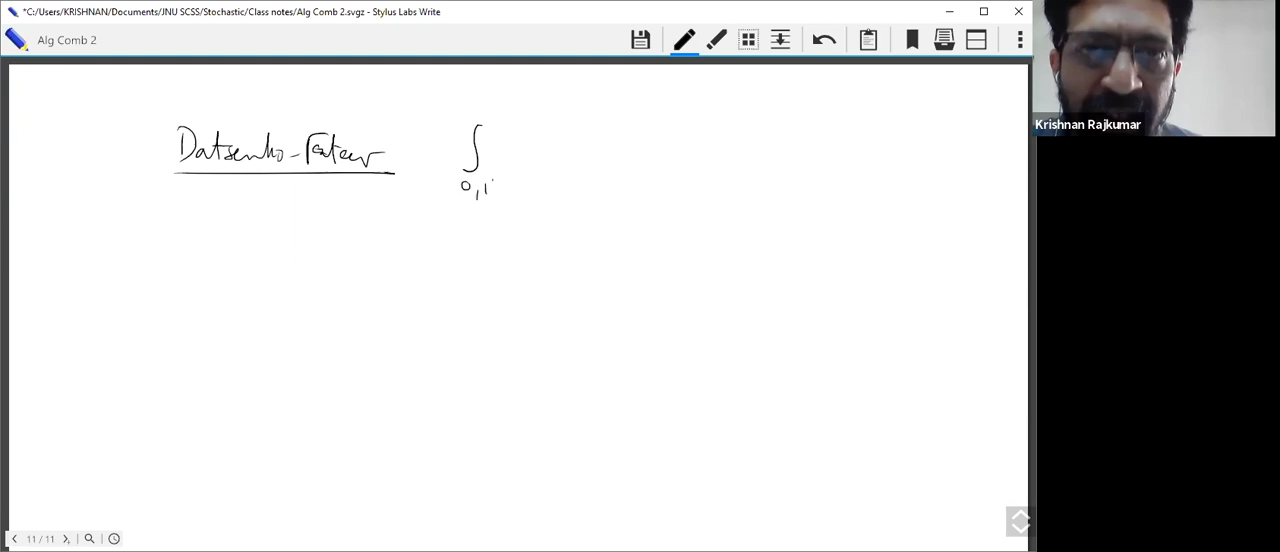 *C:/Users/KRISHNAN/Documents/JNU SCSS/Stochastic/Class notes/Alg Comb 2.svgz - Stylus Labs Write
Alg Comb 2
Krishnan Rajkumar
Datsenko-Fateev ∫
0,1
11 / 11